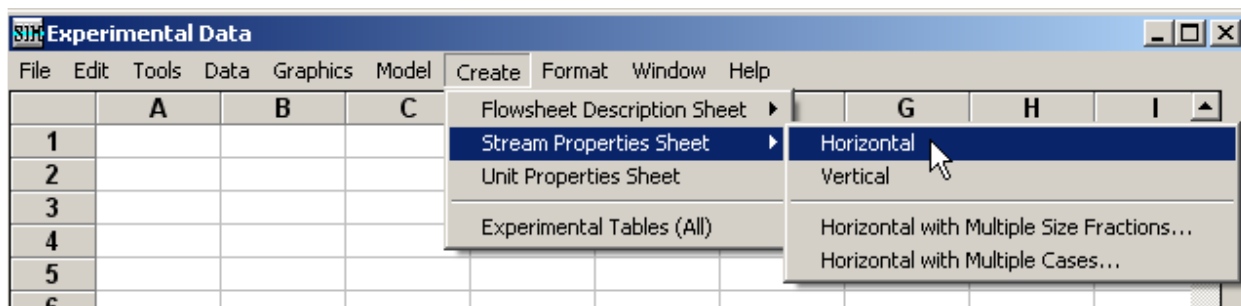 SIM Experimental Data
File Edit Tools Data Graphics Model Create Format Window Help
A B C G H I
Flowsheet Description Sheet
1 Stream Properties Sheet Horizontal
2 Unit Properties Sheet Vertical
3
4 Experimental Tables (All) Horizontal with Multiple Size Fractions...
5 Horizontal with Multiple Cases...
6